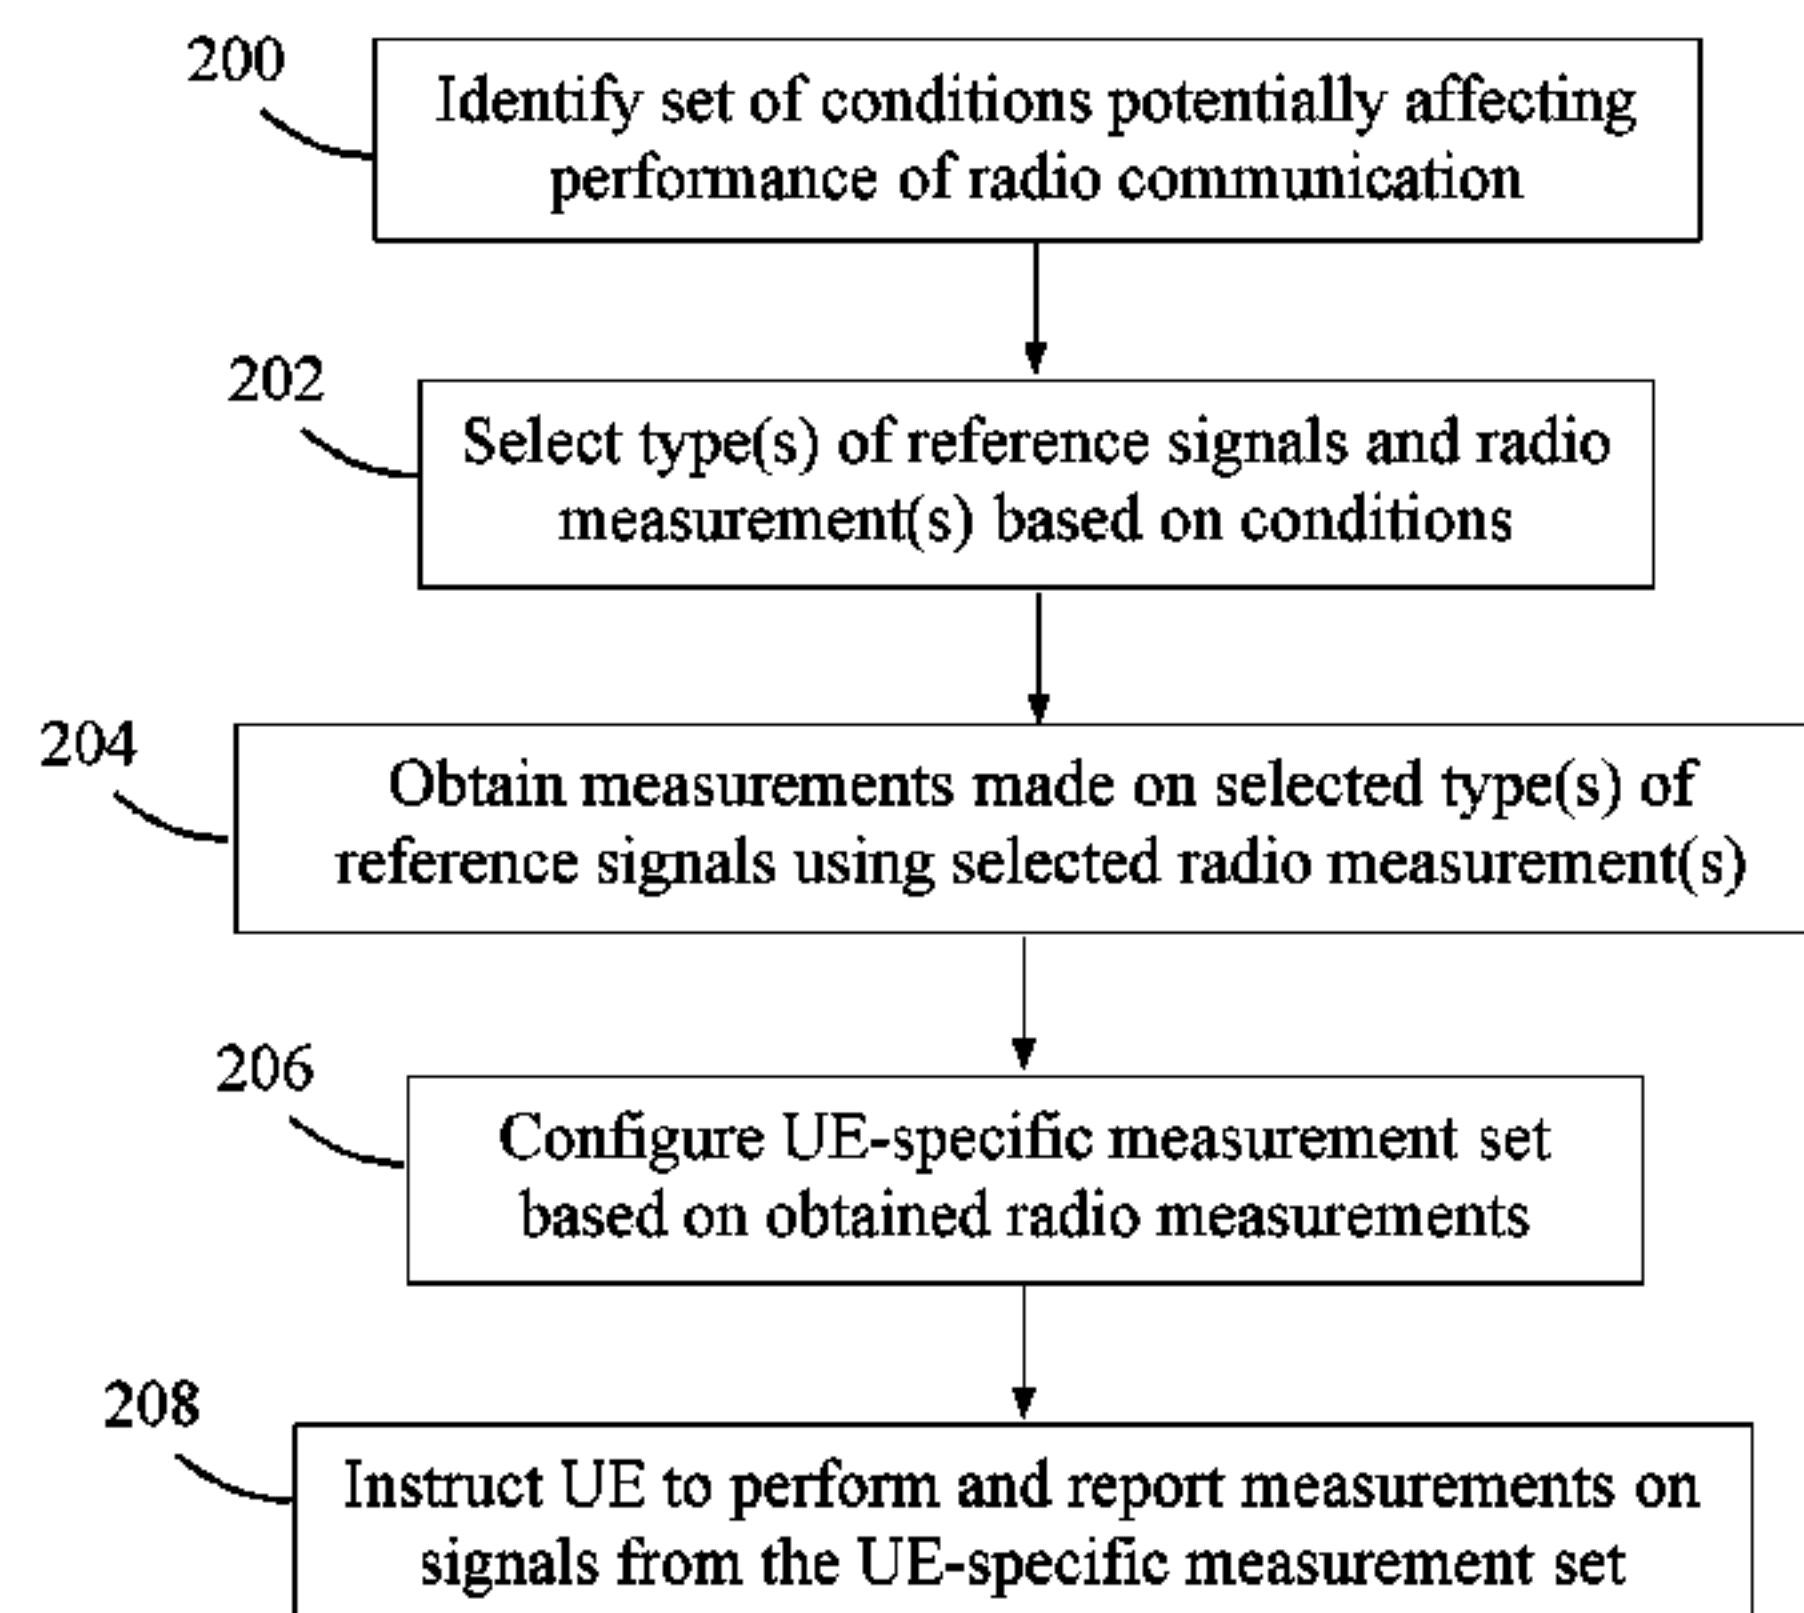 200
Identify set of conditions potentially affecting
performance of radio communication
202
Select type(s) of reference signals and radio
measurement(s) based on conditions
204
Obtain measurements made on selected type(s) of
reference signals using selected radio measurement(s)
206
Configure UE-specific measurement set
based on obtained radio measurements
208
Instruct UE to perform and report measurements on
signals from the UE-specific measurement set